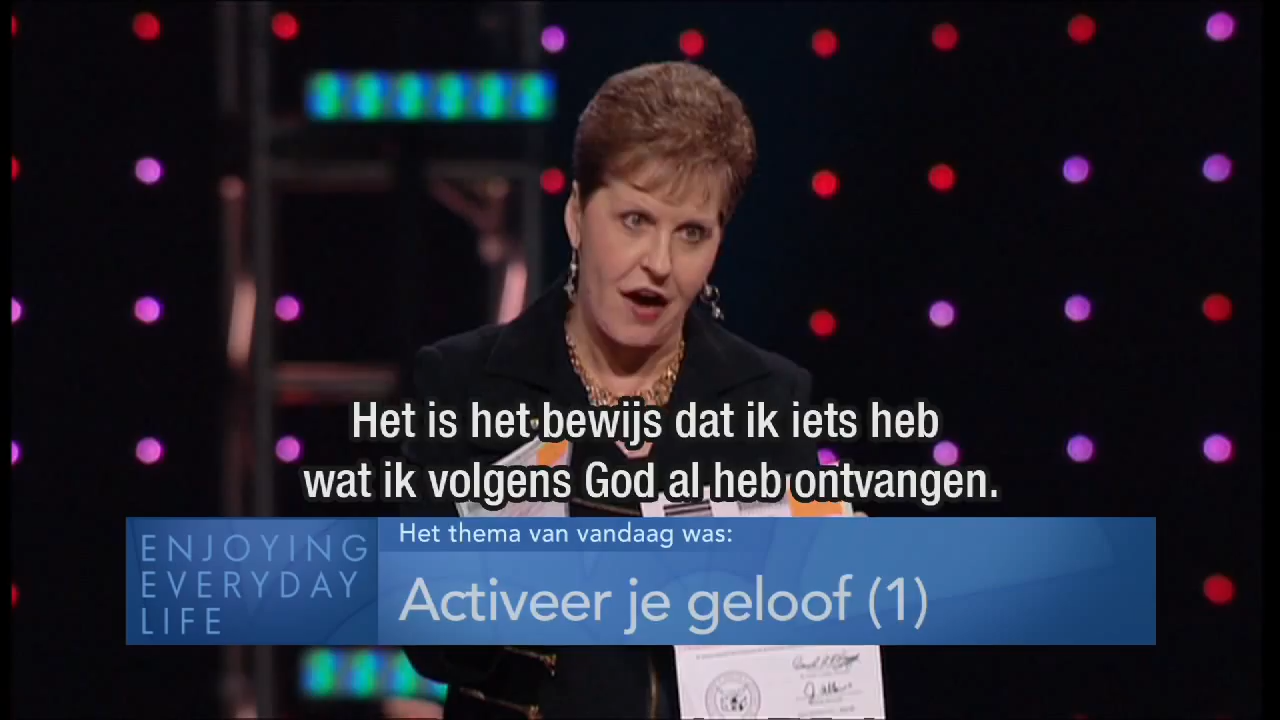 Het is het bewijs dat ik iets heb
wat ik volgens God al heb ontvangen.
ENJOYING
EVERYDAY
LIFE
Het thema van vandaag was:
Activeer je geloof (1)